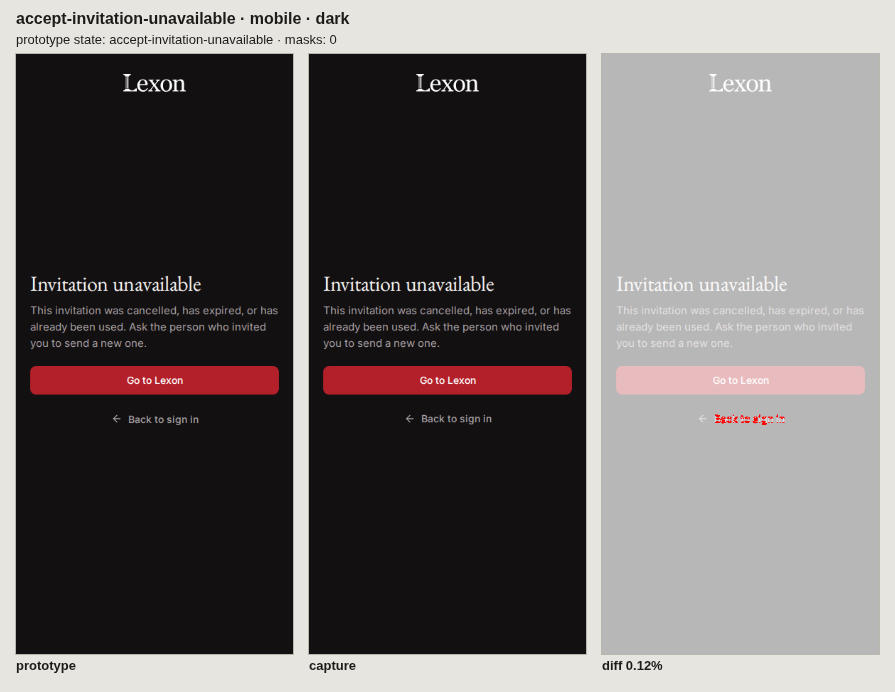 accept-invitation-unavailable · mobile · dark
prototype state: accept-invitation-unavailable · masks: 0
Lexon
Invitation unavailable
This invitation was cancelled, has expired, or has
already been used. Ask the person who invited
you to send a new one.
Go to Lexon
← Back to sign in
prototype
Lexon
Invitation unavailable
This invitation was cancelled, has expired, or has
already been used. Ask the person who invited
you to send a new one.
Go to Lexon
← Back to sign in
capture
Lexon
Invitation unavailable
This invitation was cancelled, has expired, or has
already been used. Ask the person who invited
you to send a new one.
Go to Lexon
← Back to sign in
diff 0.12%